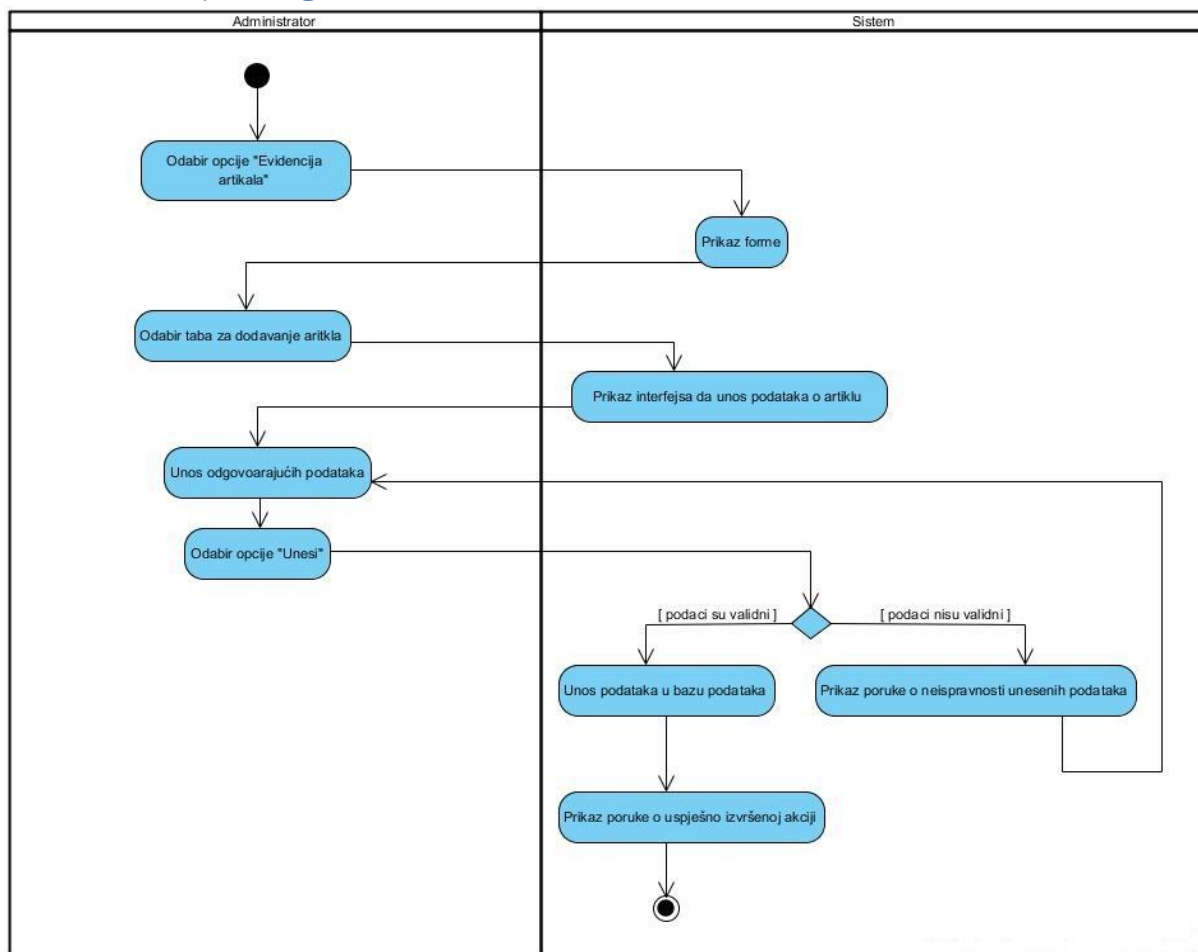 Administrator
Sistem
Odabir opcije "Evidencija
artikala"
Prikaz forme
Odabir taba za dodavanje aritkla
Prikaz interfejsa da unos podataka o artiklu
Unos odgovoarajućih podataka
Odabir opcije "Unesi"
[ podaci su validni ]
[ podaci nisu validni ]
Unos podataka u bazu podataka
Prikaz poruke o neispravnosti unesenih podataka
Prikaz poruke o uspješno izvršenoj akciji